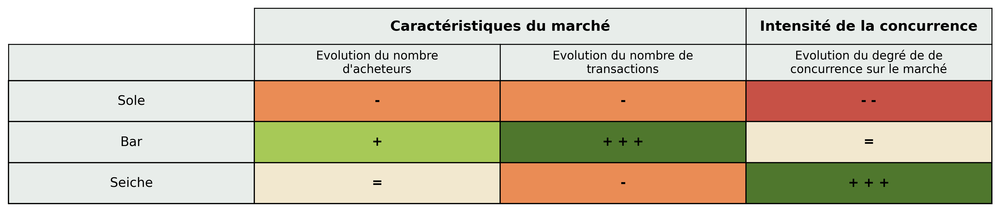 Caractéristiques du marché
Intensité de la concurrence
Evolution du nombre
d'acheteurs
Evolution du nombre de
transactions
Evolution du degré de de
concurrence sur le marché
Sole
-
-
- -
Bar
+
+ + +
=
Seiche
=
-
+ + +